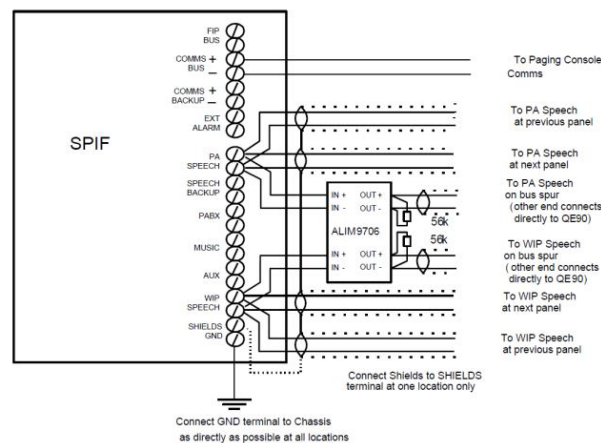 SPIF
FIP
BUS
COMMS +
BUS –
COMMS +
BACKUP –
EXT
ALARM
PA
SPEECH
SPEECH
BACKUP
PABX
MUSIC
AUX
WIP
SPEECH
SHIELDS
GND
IN + OUT +
IN - OUT -
ALIM9706
IN + OUT +
IN - OUT -
56k
56k
To Paging Console
Comms
To PA Speech
at previous panel
To PA Speech
at next panel
To PA Speech
on bus spur
( other end connects
directly to QE90)
To WIP Speech
on bus spur
( other end connects
directly to QE90)
To WIP Speech
at next panel
To WIP Speech
at previous panel
Connect Shields to SHIELDS
terminal at one location only
Connect GND terminal to Chassis
as directly as possible at all locations